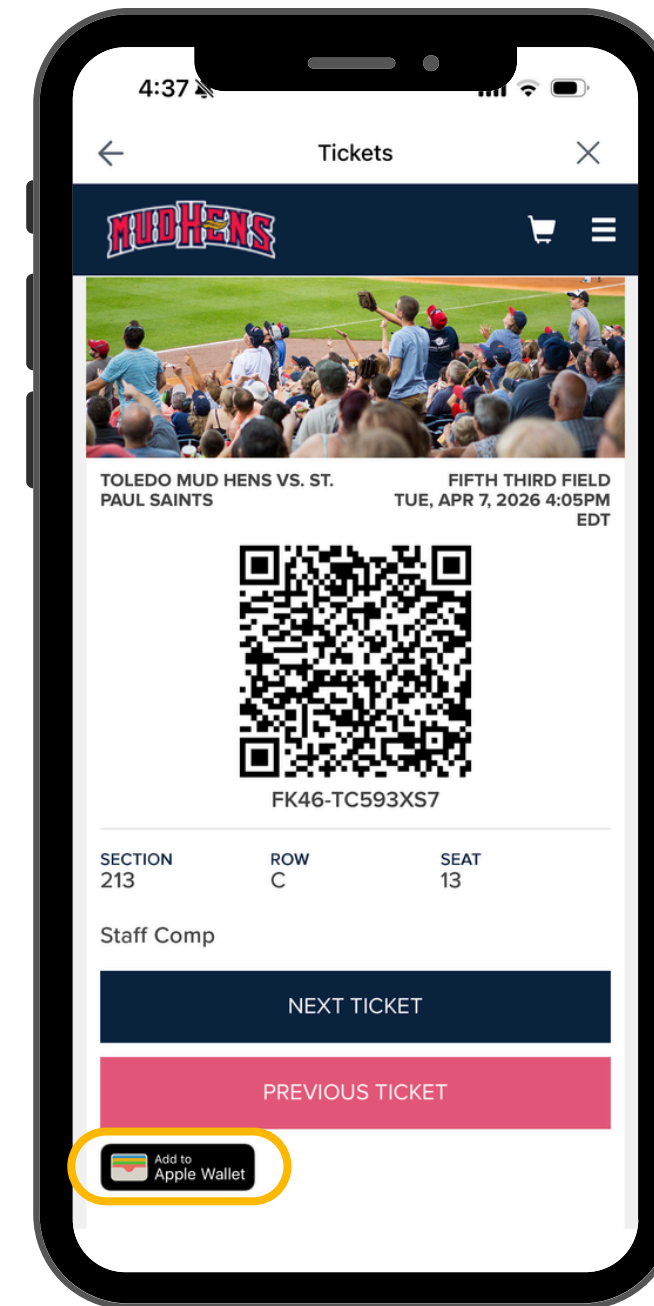 4:37
Tickets
MUDHENS
TOLEDO MUD HENS VS. ST.
PAUL SAINTS
FIFTH THIRD FIELD
TUE, APR 7, 2026 4:05PM
EDT
FK46-TC593XS7
SECTION
ROW
SEAT
213
C
13
Staff Comp
NEXT TICKET
PREVIOUS TICKET
Add to
Apple Wallet